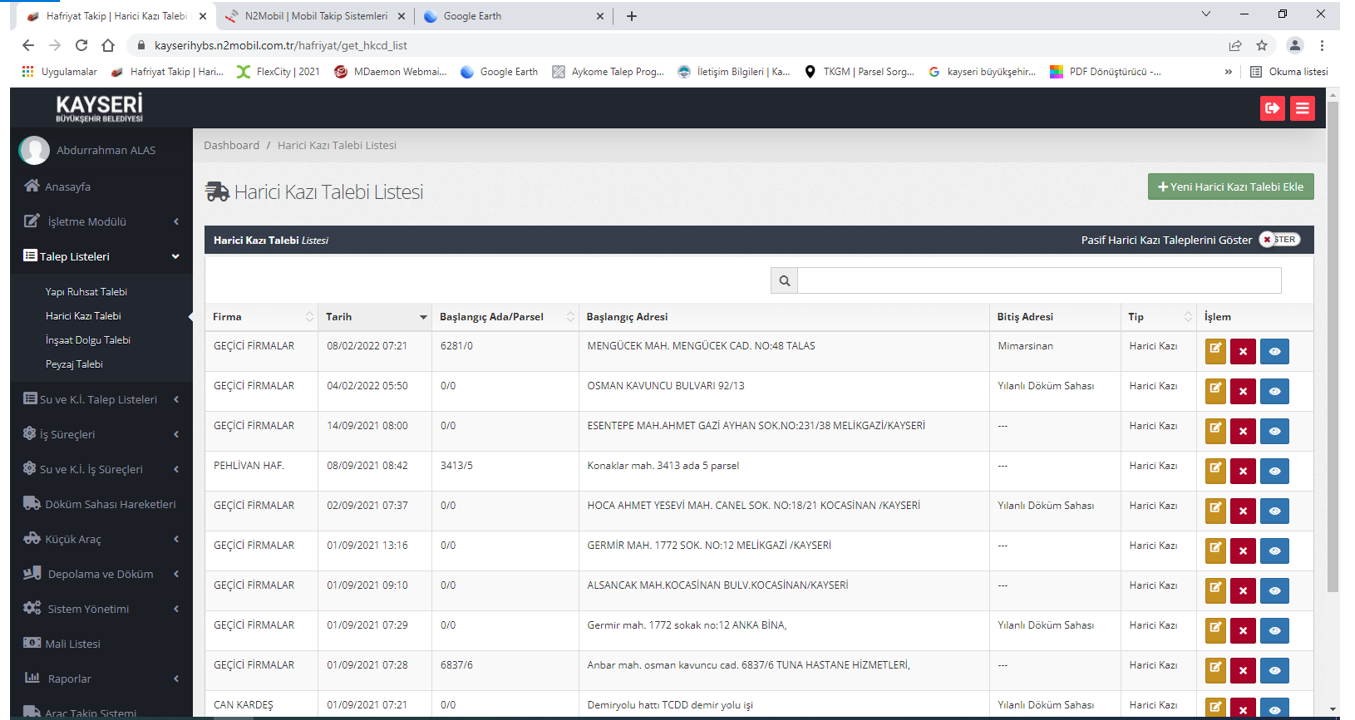 Hafriyat Takip | Harici Kazı Talebi
N2Mobil | Mobil Takip Sistemleri
Google Earth
kayserihybs.n2mobil.com.tr/hafriyat/get_hkcd_list
Uygulamalar
Hafriyat Takip | Hari...
FlexCity | 2021
MDaemon Webmai...
Google Earth
Aykome Talep Prog...
İletişim Bilgileri | Ka...
TKGM | Parsel Sorg...
kayseri büyükşehir...
PDF Dönüştürücü -...
»
Okuma listesi
KAYSERİ
BÜYÜKŞEHİR BELEDİYESİ
Abdurrahman ALAS
Anasayfa
İşletme Modülü
Talep Listeleri
Yapı Ruhsat Talebi
Harici Kazı Talebi
İnşaat Dolgu Talebi
Peyzaj Talebi
Su ve K.İ. Talep Listeleri
İş Süreçleri
Su ve K.İ. İş Süreçleri
Döküm Sahası Hareketleri
Küçük Araç
Depolama ve Döküm
Sistem Yönetimi
Mali Listesi
Raporlar
Araç Takip Sistemi
Dashboard / Harici Kazı Talebi Listesi
Harici Kazı Talebi Listesi
+ Yeni Harici Kazı Talebi Ekle
Harici Kazı Talebi Listesi
Pasif Harici Kazı Taleplerini Göster
STER
Firma Tarih Başlangıç Ada/Parsel Başlangıç Adresi Bitiş Adresi Tip İşlem
GEÇİCİ FİRMALAR 08/02/2022 07:21 6281/0 MENGÜCEK MAH. MENGÜCEK CAD. NO:48 TALAS Mimarsinan Harici Kazı
GEÇİCİ FİRMALAR 04/02/2022 05:50 0/0 OSMAN KAVUNCU BULVARI 92/13 Yılanlı Döküm Sahası Harici Kazı
GEÇİCİ FİRMALAR 14/09/2021 08:00 0/0 ESENTEPE MAH.AHMET GAZİ AYHAN SOK.NO:231/38 MELİKGAZİ/KAYSERİ --- Harici Kazı
PEHLİVAN HAF. 08/09/2021 08:42 3413/5 Konaklar mah. 3413 ada 5 parsel --- Harici Kazı
GEÇİCİ FİRMALAR 02/09/2021 07:37 0/0 HOCA AHMET YESEVİ MAH. CANEL SOK. NO:18/21 KOCASİNAN /KAYSERİ Yılanlı Döküm Sahası Harici Kazı
GEÇİCİ FİRMALAR 01/09/2021 13:16 0/0 GERMİR MAH. 1772 SOK. NO:12 MELİKGAZİ /KAYSERİ --- Harici Kazı
GEÇİCİ FİRMALAR 01/09/2021 09:10 0/0 ALSANCAK MAH.KOCASİNAN BULV.KOCASİNAN/KAYSERİ --- Harici Kazı
GEÇİCİ FİRMALAR 01/09/2021 07:29 0/0 Germir mah. 1772 sokak no:12 ANKA BİNA, Yılanlı Döküm Sahası Harici Kazı
GEÇİCİ FİRMALAR 01/09/2021 07:28 6837/6 Anbar mah. osman kavuncu cad. 6837/6 TUNA HASTANE HİZMETLERİ, --- Harici Kazı
CAN KARDEŞ 01/09/2021 07:21 0/0 Demiryolu hattı TCDD demir yolu işi Yılanlı Döküm Sahası Harici Kazı